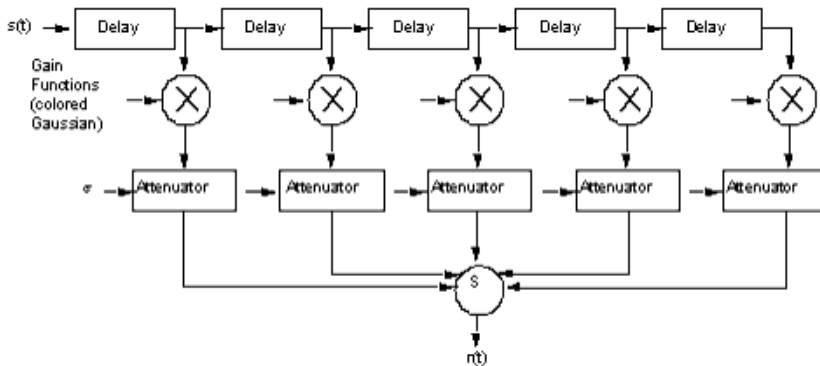 s(t)
Delay
Delay
Delay
Delay
Delay
Gain
Functions
(colored
Gaussian)
X
X
X
X
X
σ
Attenuator
Attenuator
Attenuator
Attenuator
Attenuator
S
r(t)